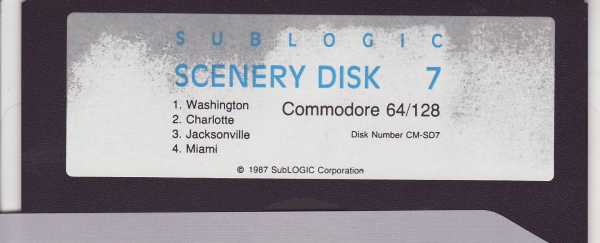 SUBLOGIC
SCENERY DISK 7
1. Washington
2. Charlotte
3. Jacksonville
4. Miami
Commodore 64/128
Disk Number CM-SD7
© 1987 SubLOGIC Corporation